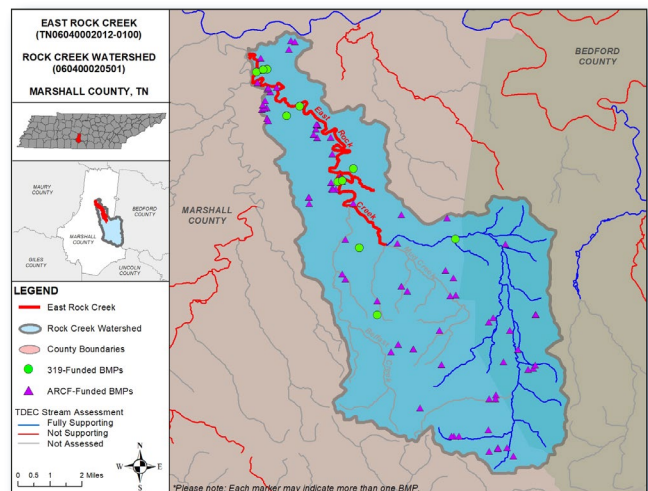 EAST ROCK CREEK
(TN06040002012-0100)
ROCK CREEK WATERSHED
(060400020501)
MARSHALL COUNTY, TN
MAURY
COUNTY
BEDFORD
COUNTY
MARSHALL
COUNTY
GILES
COUNTY
LINCOLN
COUNTY
LEGEND
East Rock Creek
Rock Creek Watershed
County Boundaries
319-Funded BMPs
ARCF-Funded BMPs
TDEC Stream Assessment
Fully Supporting
Not Supporting
Not Assessed
0 0.5 1 2 Miles
N
W
E
S
BEDFORD
COUNTY
MARSHALL
COUNTY
East
Rock
Creek
*Please note: Each marker may indicate more than one BMP